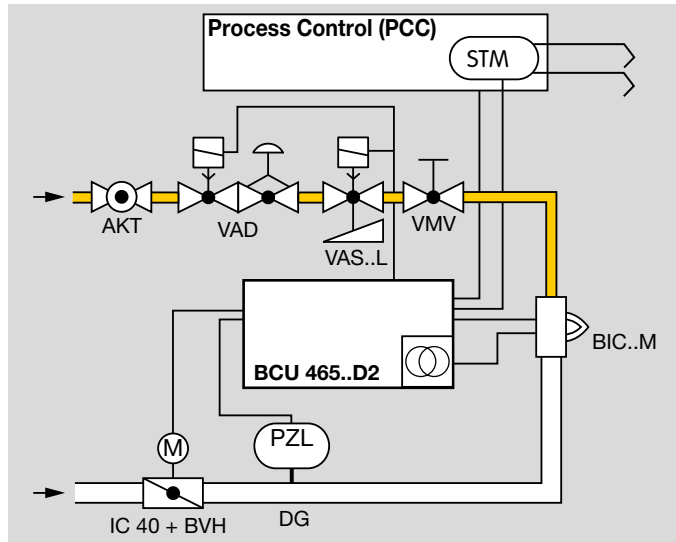 Process Control (PCC)
STM
AKT
VAD
VAS..L
VMV
BCU 465..D2
BIC..M
M
PZL
IC 40 + BVH
DG